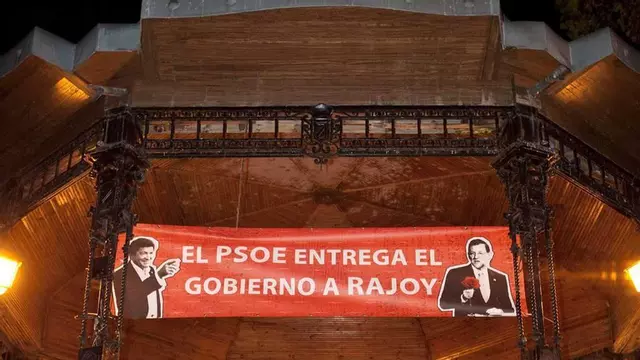 EL PSOE ENTREGA EL
GOBIERNO A RAJOY